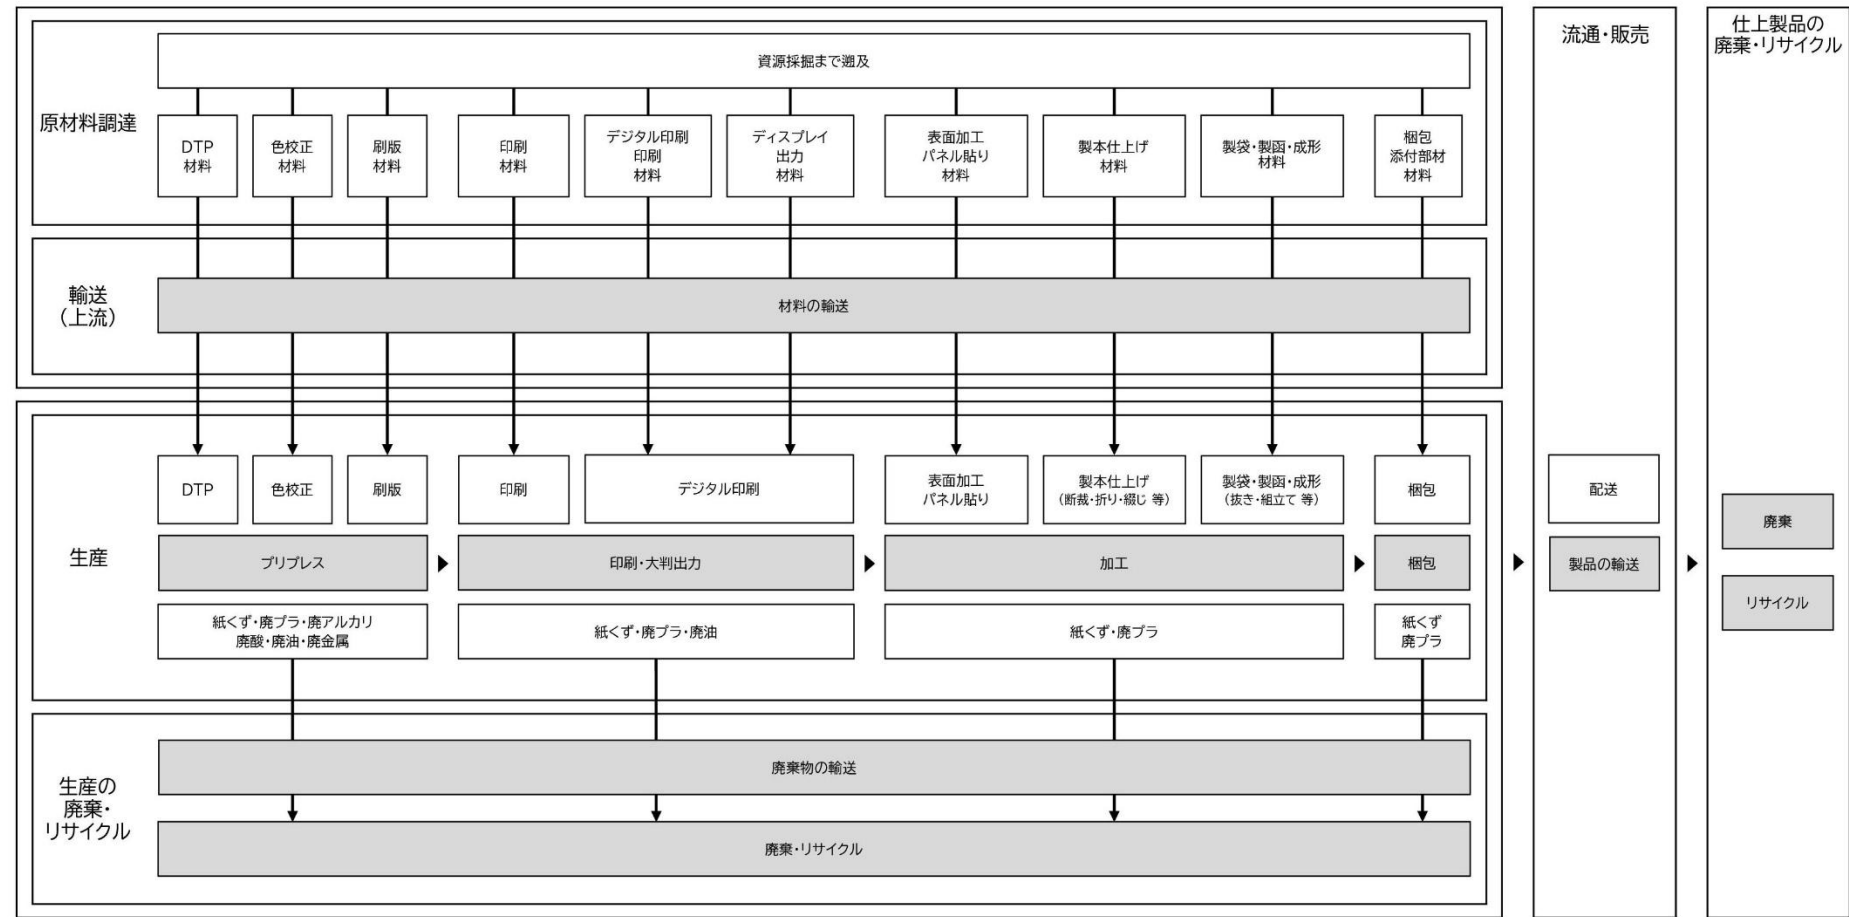 原材料調達
資源採掘まで遡及
DTP
材料
色校正
材料
刷版
材料
印刷
材料
デジタル印刷
印刷
材料
ディスプレイ
出力
材料
表面加工
パネル貼り
材料
製本仕上げ
材料
製袋・製函・成形
材料
梱包
添付部材
材料
輸送
（上流）
材料の輸送
生産
DTP
色校正
刷版
印刷
デジタル印刷
表面加工
パネル貼り
製本仕上げ
（断裁・折り・綴じ 等）
製袋・製函・成形
（抜き・組立て 等）
梱包
プリプレス
印刷・大判出力
加工
梱包
紙くず・廃プラ・廃アルカリ
廃酸・廃油・廃金属
紙くず・廃プラ・廃油
紙くず・廃プラ
紙くず
廃プラ
生産の
廃棄・
リサイクル
廃棄物の輸送
廃棄・リサイクル
流通・販売
配送
製品の輸送
仕上製品の
廃棄・リサイクル
廃棄
リサイクル